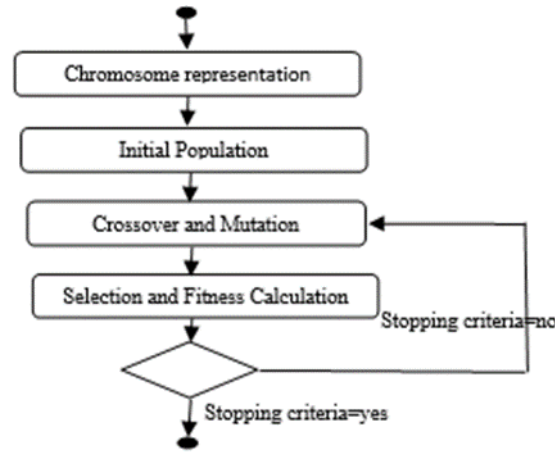 Chromosome representation
Initial Population
Crossover and Mutation
Selection and Fitness Calculation
Stopping criteria=no
Stopping criteria=yes